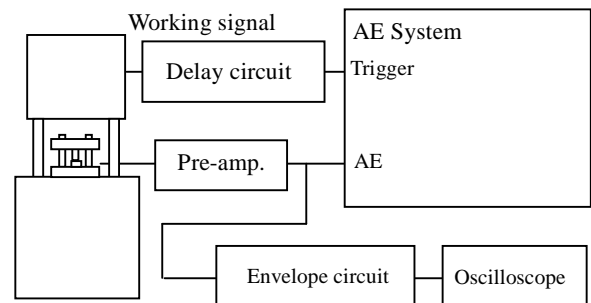 Working signal
AE System
Delay circuit
Trigger
Pre-amp.
AE
Envelope circuit
Oscilloscope